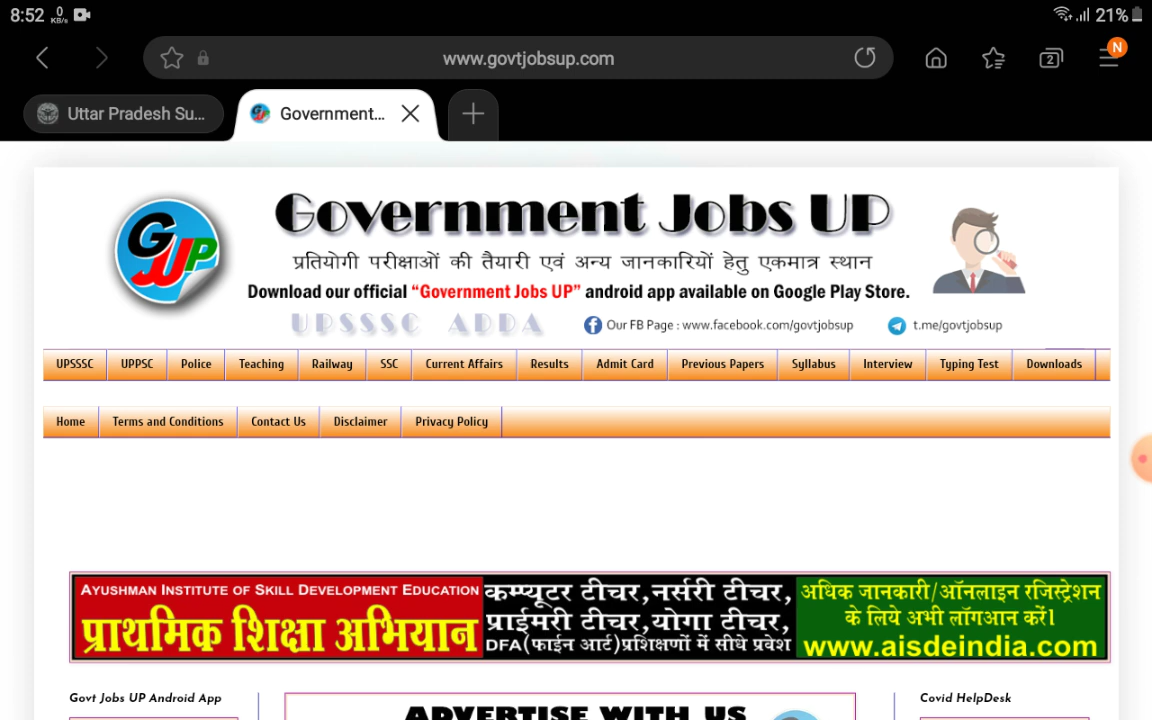 8:52 0 KB/s 21%
www.govtjobsup.com 2 N
Uttar Pradesh Su... Government...
GUP
Government Jobs UP
प्रतियोगी परीक्षाओं की तैयारी एवं अन्य जानकारियों हेतु एकमात्र स्थान
Download our official “Government Jobs UP” android app available on Google Play Store.
UPSSSC ADDA Our FB Page : www.facebook.com/govtjobsup t.me/govtjobsup
UPSSSC UPPSC Police Teaching Railway SSC Current Affairs Results Admit Card Previous Papers Syllabus Interview Typing Test Downloads
Home Terms and Conditions Contact Us Disclaimer Privacy Policy
AYUSHMAN INSTITUTE OF SKILL DEVELOPMENT EDUCATION
प्राथमिक शिक्षा अभियान
कम्प्यूटर टीचर,नर्सरी टीचर,
प्राईमरी टीचर,योगा टीचर,
DFA(फाईन आर्ट)प्रशिक्षणों में सीधे प्रवेश
अधिक जानकारी/ऑनलाइन रजिस्ट्रेशन
के लिये अभी लॉगआन करें।
www.aisdeindia.com
Govt Jobs UP Android App
ADVERTISE WITH US
Covid HelpDesk